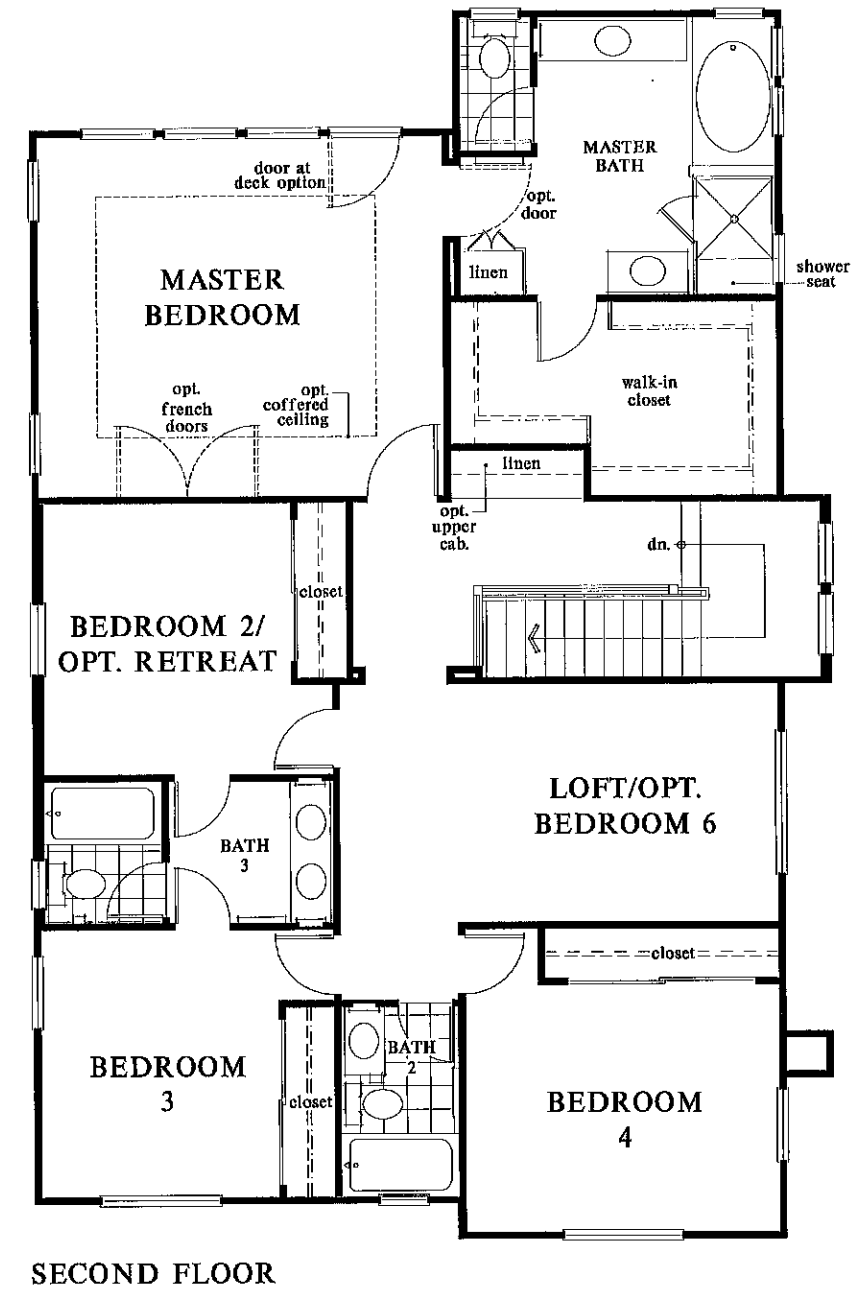 MASTER
BATH
door at
deck option
opt.
door
linen
shower
seat
MASTER
BEDROOM
opt.
french
doors
opt.
coffered
ceiling
walk-in
closet
linen
opt.
upper
cab.
dn.
closet
BEDROOM 2/
OPT. RETREAT
LOFT/OPT.
BEDROOM 6
BATH
3
closet
BEDROOM
3
closet
BATH
2
BEDROOM
4
SECOND FLOOR